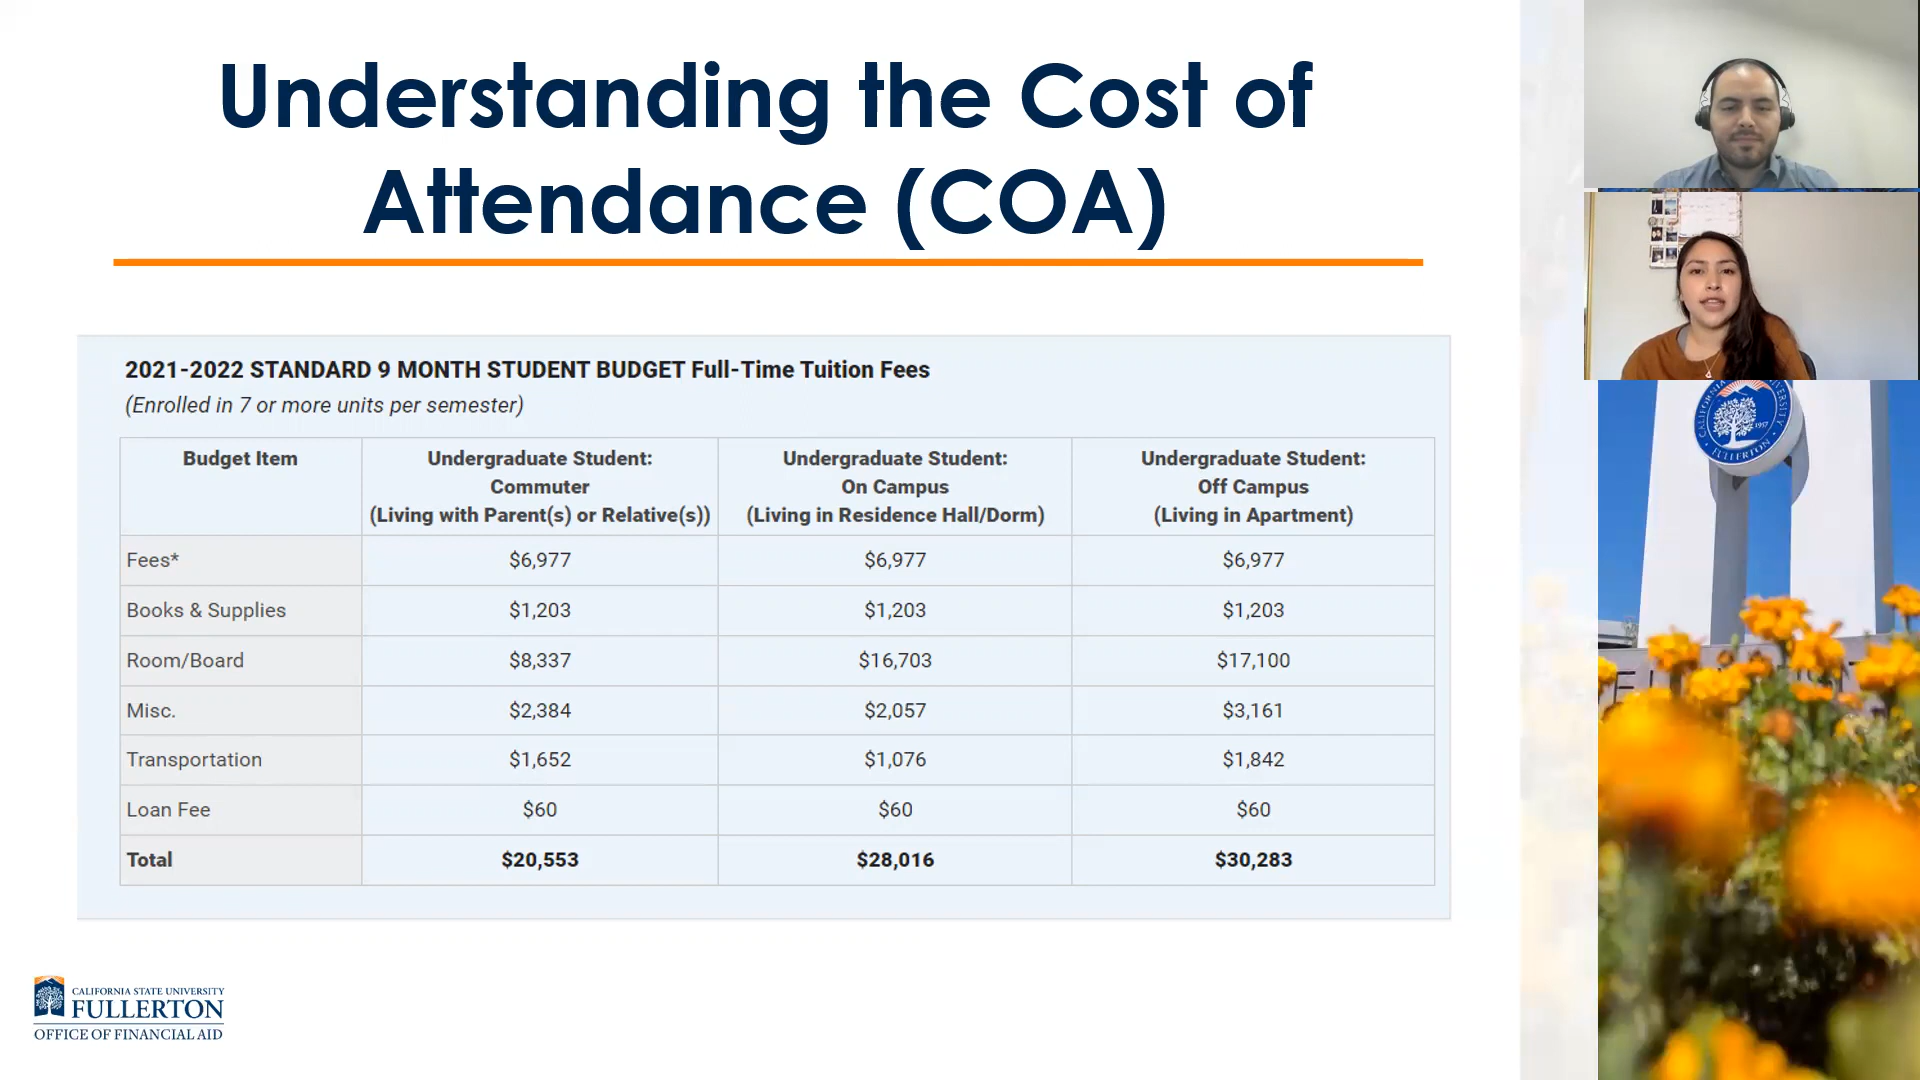 Understanding the Cost of
Attendance (COA)
2021-2022 STANDARD 9 MONTH STUDENT BUDGET Full-Time Tuition Fees
(Enrolled in 7 or more units per semester)
Budget Item
Undergraduate Student:
Commuter
(Living with Parent(s) or Relative(s))
Undergraduate Student:
On Campus
(Living in Residence Hall/Dorm)
Undergraduate Student:
Off Campus
(Living in Apartment)
Fees* $6,977 $6,977 $6,977
Books & Supplies $1,203 $1,203 $1,203
Room/Board $8,337 $16,703 $17,100
Misc. $2,384 $2,057 $3,161
Transportation $1,652 $1,076 $1,842
Loan Fee $60 $60 $60
Total $20,553 $28,016 $30,283
CALIFORNIA STATE UNIVERSITY
FULLERTON
OFFICE OF FINANCIAL AID
1957
FULLERTON